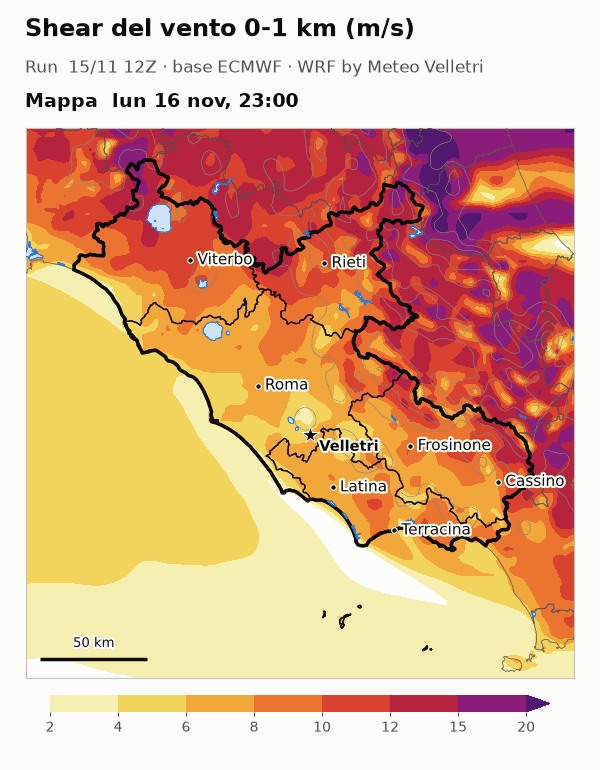 Shear del vento 0-1 km (m/s)
Run  15/11 12Z · base ECMWF · WRF by Meteo Velletri
Mappa  lun 16 nov, 23:00
Viterbo
Rieti
Roma
Velletri
Frosinone
Latina
Cassino
Terracina
50 km
2 4 6 8 10 12 15 20